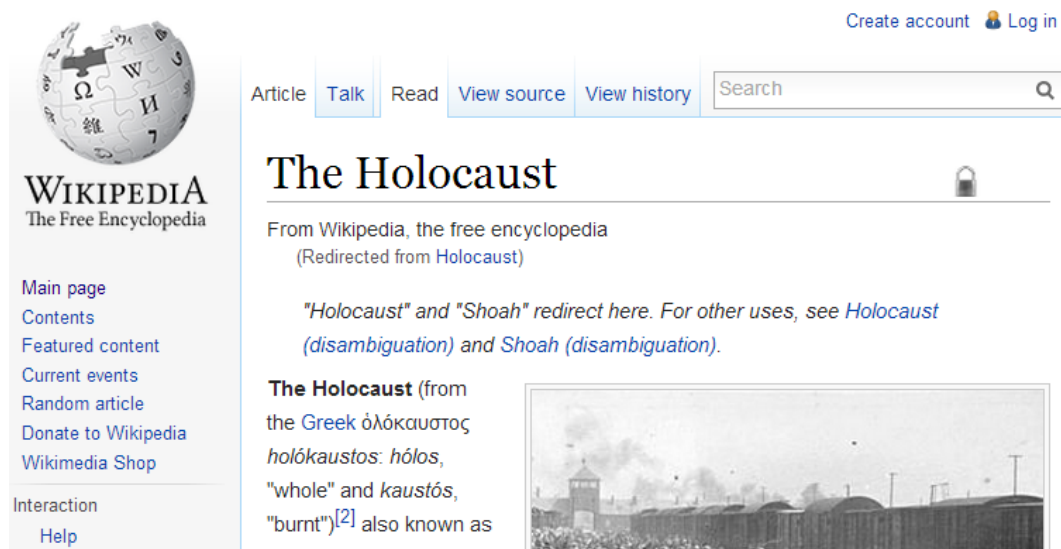 Create account Log in
WIKIPEDIA
The Free Encyclopedia
Main page
Contents
Featured content
Current events
Random article
Donate to Wikipedia
Wikimedia Shop
Interaction
Help
Article Talk Read View source View history Search
The Holocaust
From Wikipedia, the free encyclopedia
(Redirected from Holocaust)
"Holocaust" and "Shoah" redirect here. For other uses, see Holocaust
(disambiguation) and Shoah (disambiguation).
The Holocaust (from
the Greek ὁλόκαυστος
holókaustos: hólos,
"whole" and kaustós,
"burnt")[2] also known as